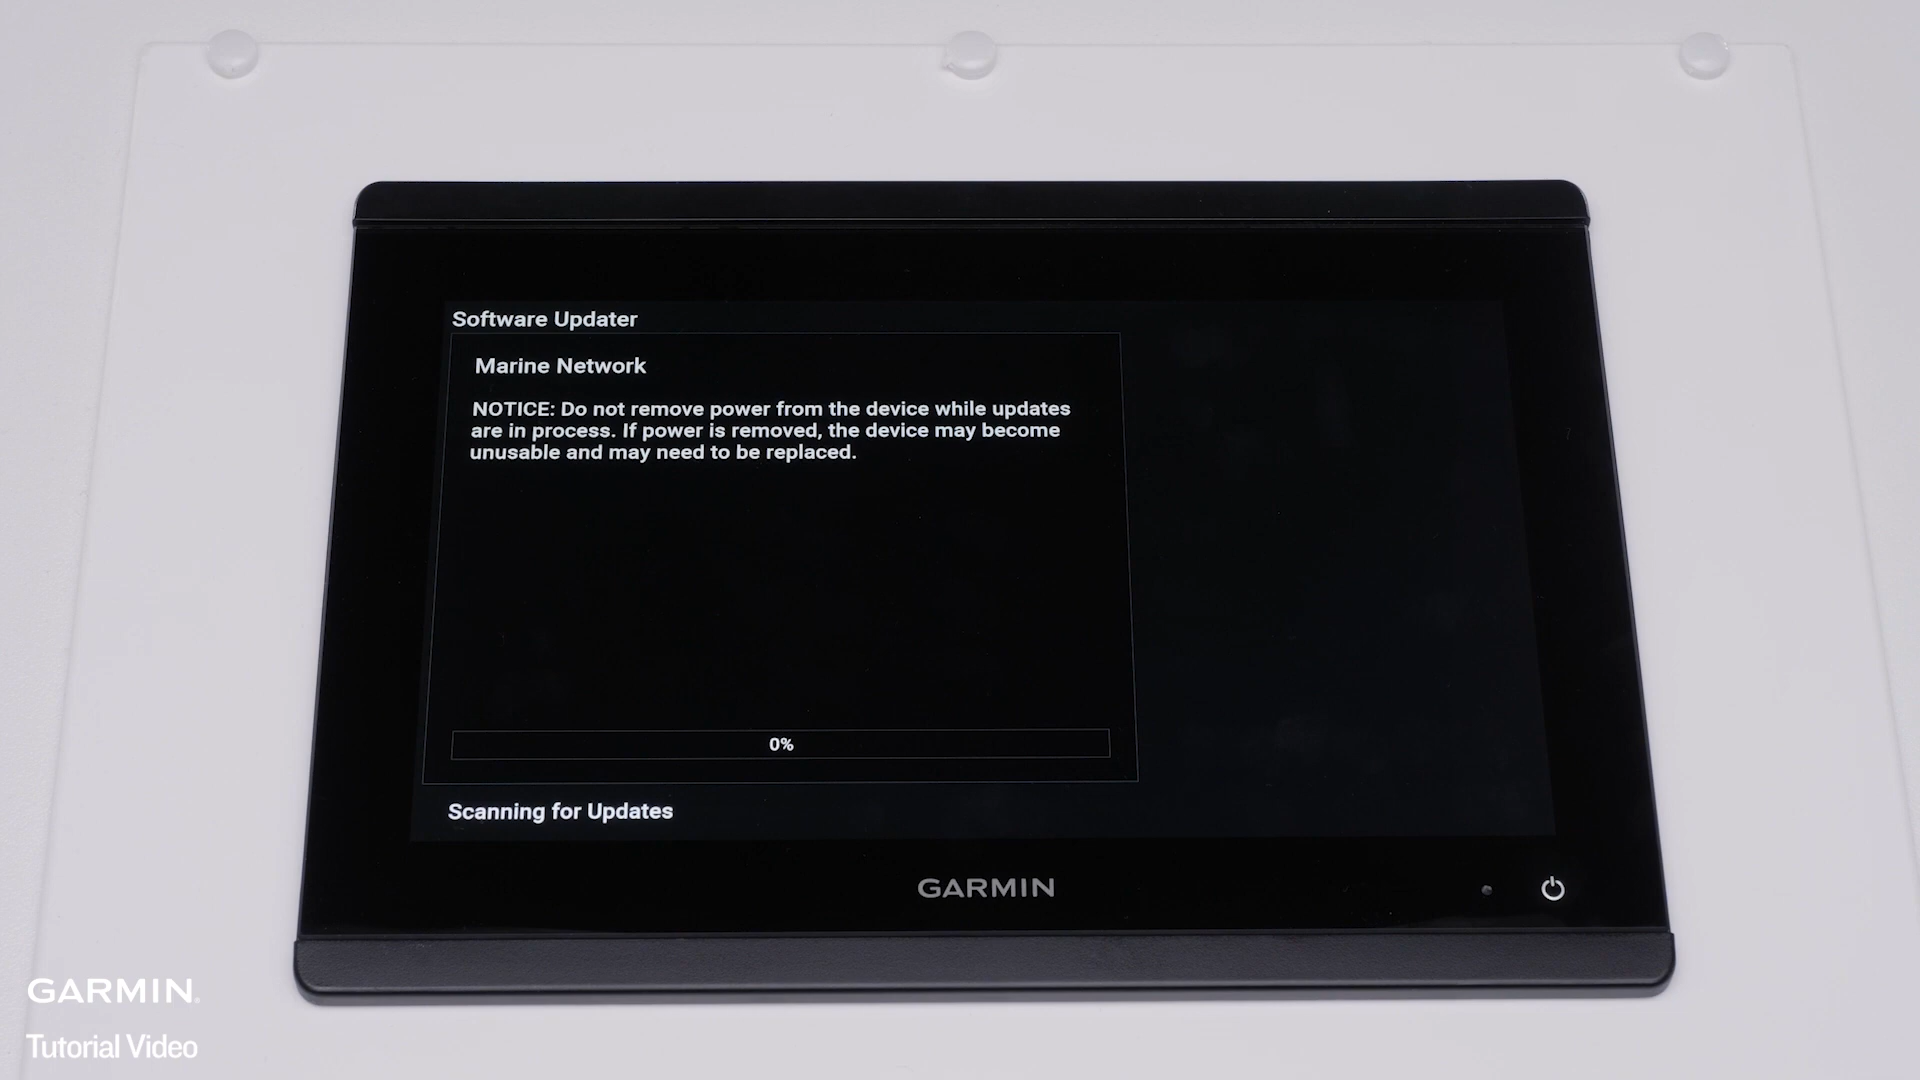 Software Updater
Marine Network
NOTICE: Do not remove power from the device while updates
are in process. If power is removed, the device may become
unusable and may need to be replaced.
0%
Scanning for Updates
GARMIN
GARMIN.
Tutorial Video